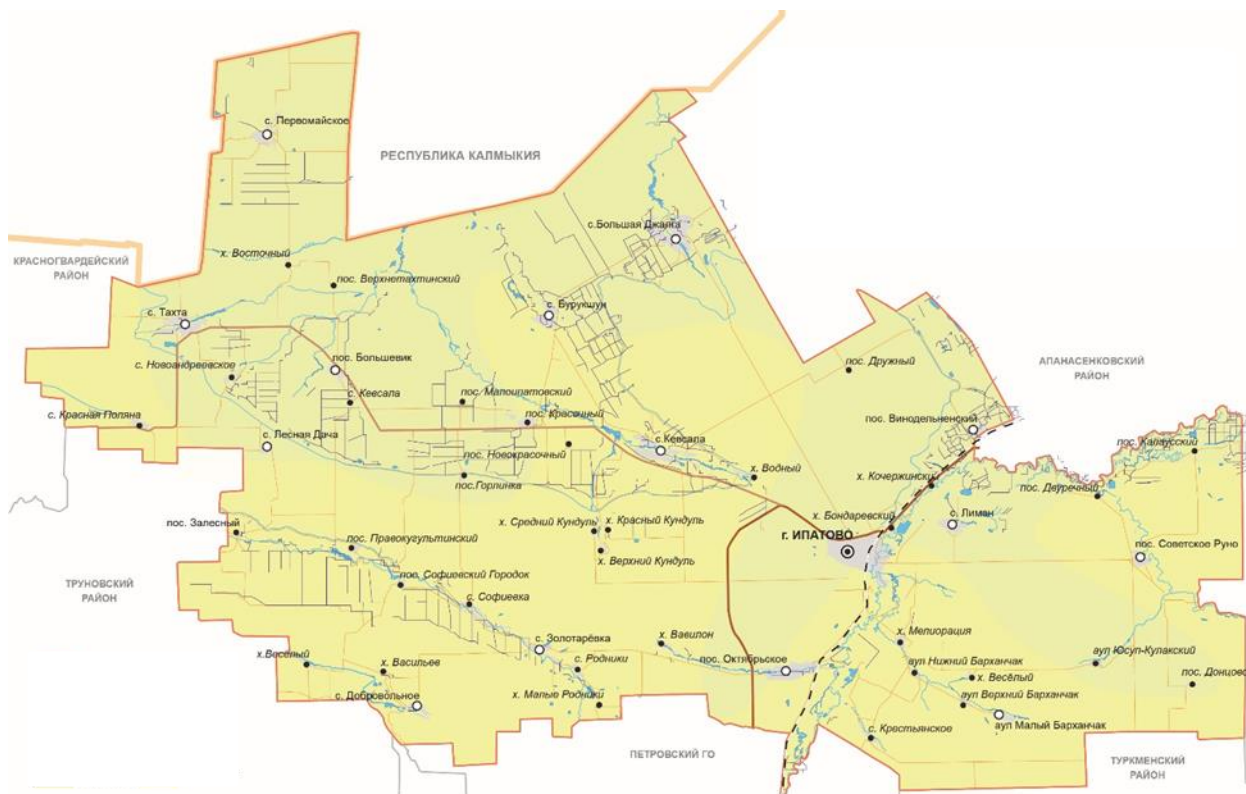 с. Первомайское
РЕСПУБЛИКА КАЛМЫКИЯ
с.Большая Джалга
х. Восточный
КРАСНОГВАРДЕЙСКИЙ
РАЙОН
пос. Верхнетахтинский
с. Бурукшун
с. Тахта
пос. Большевик
пос. Дружный
АПАНАСЕНКОВСКИЙ
РАЙОН
с. Новоандреевское
с. Кевсала
пос. Малоипатовский
с. Красная Поляна
пос. Красочный
пос. Винодельненский
с. Лесная Дача
с.Кевсала
пос. Калаусский
пос. Новокрасочный
х. Водный
пос.Горлинка
х. Кочержинский
пос. Двуречный
пос. Залесный
х. Средний Кундуль
х. Красный Кундуль
х. Бондаревский
с. Лиман
г. ИПАТОВО
пос. Правокугультинский
х. Верхний Кундуль
пос. Советское Руно
ТРУНОВСКИЙ
РАЙОН
пос. Софиевский Городок
с. Софиевка
х. Мелиорация
с. Золотарёвка
х. Вавилон
х.Весёлый
х. Васильев
с. Родники
пос. Октябрьское
аул Нижний Барханчак
аул Юсуп-Кулакский
х. Весёлый
пос. Донцово
с. Добровольное
х. Малые Родники
аул Верхний Барханчак
с. Крестьянское
аул Малый Барханчак
ПЕТРОВСКИЙ ГО
ТУРКМЕНСКИЙ
РАЙОН